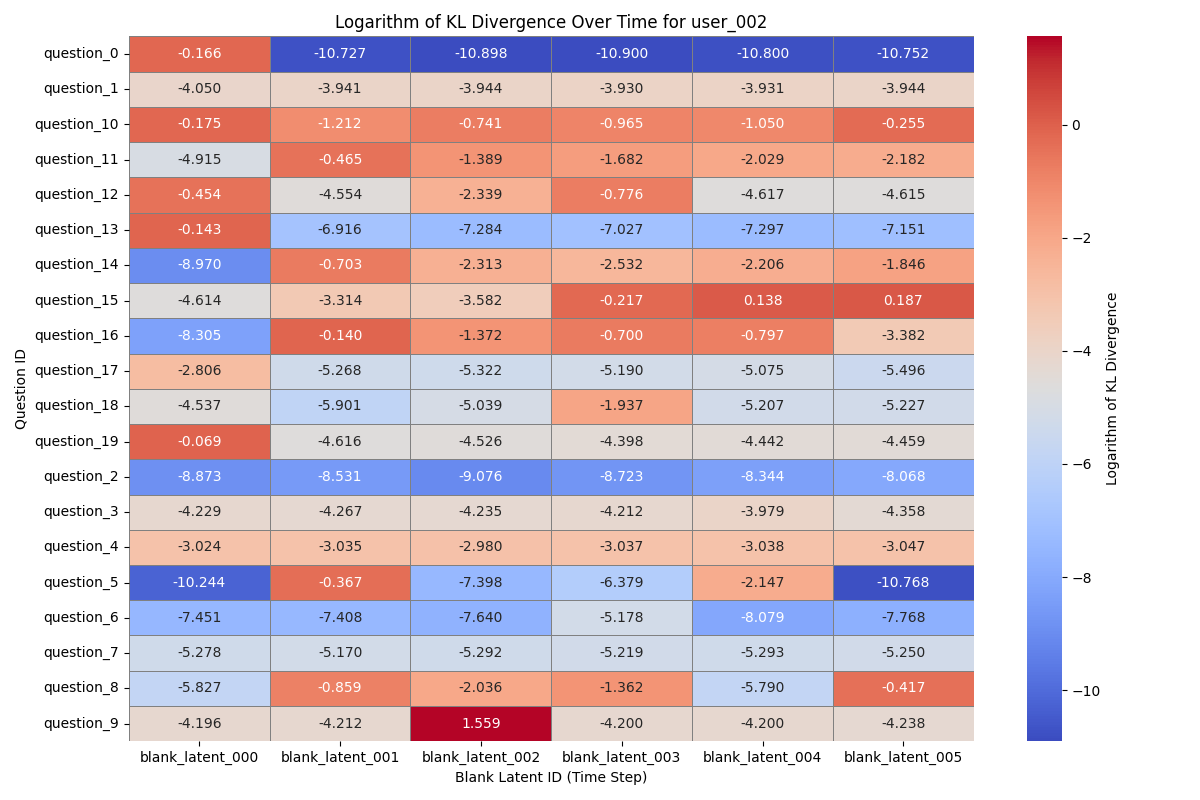 Logarithm of KL Divergence Over Time for user_002
question_0 -0.166 -10.727 -10.898 -10.900 -10.800 -10.752
question_1 -4.050 -3.941 -3.944 -3.930 -3.931 -3.944
question_10 -0.175 -1.212 -0.741 -0.965 -1.050 -0.255
question_11 -4.915 -0.465 -1.389 -1.682 -2.029 -2.182
question_12 -0.454 -4.554 -2.339 -0.776 -4.617 -4.615
question_13 -0.143 -6.916 -7.284 -7.027 -7.297 -7.151
question_14 -8.970 -0.703 -2.313 -2.532 -2.206 -1.846
question_15 -4.614 -3.314 -3.582 -0.217 0.138 0.187
question_16 -8.305 -0.140 -1.372 -0.700 -0.797 -3.382
question_17 -2.806 -5.268 -5.322 -5.190 -5.075 -5.496
question_18 -4.537 -5.901 -5.039 -1.937 -5.207 -5.227
question_19 -0.069 -4.616 -4.526 -4.398 -4.442 -4.459
question_2 -8.873 -8.531 -9.076 -8.723 -8.344 -8.068
question_3 -4.229 -4.267 -4.235 -4.212 -3.979 -4.358
question_4 -3.024 -3.035 -2.980 -3.037 -3.038 -3.047
question_5 -10.244 -0.367 -7.398 -6.379 -2.147 -10.768
question_6 -7.451 -7.408 -7.640 -5.178 -8.079 -7.768
question_7 -5.278 -5.170 -5.292 -5.219 -5.293 -5.250
question_8 -5.827 -0.859 -2.036 -1.362 -5.790 -0.417
question_9 -4.196 -4.212 1.559 -4.200 -4.200 -4.238
blank_latent_000 blank_latent_001 blank_latent_002 blank_latent_003 blank_latent_004 blank_latent_005
Blank Latent ID (Time Step)
Question ID
0
−2
−4
−6
−8
−10
Logarithm of KL Divergence